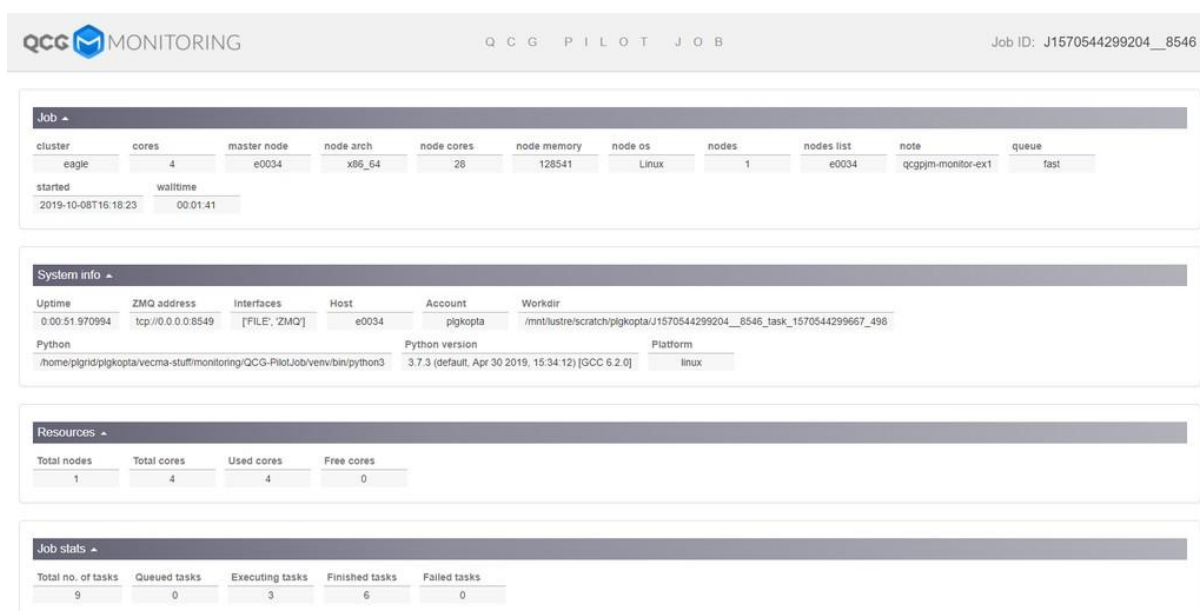 QCG MONITORING QCG PILOT JOB Job ID: J1570544299204__8546
Job
cluster cores master node node arch node cores node memory node os nodes nodes list note queue
eagle 4 e0034 x86_64 28 128541 Linux 1 e0034 qcgpjm-monitor-ex1 fast
started walltime
2019-10-08T16:18:23 00:01:41
System info
Uptime ZMQ address Interfaces Host Account Workdir
0:00:51.970994 tcp://0.0.0.0:8549 ['FILE', 'ZMQ'] e0034 plgkopta /mnt/lustre/scratch/plgkopta/J1570544299204__8546_task_1570544299667_498
Python Python version Platform
/home/plgrid/plgkopta/vecma-stuff/monitoring/QCG-PilotJob/venv/bin/python3 3.7.3 (default, Apr 30 2019, 15:34:12) [GCC 6.2.0] linux
Resources
Total nodes Total cores Used cores Free cores
1 4 4 0
Job stats
Total no. of tasks Queued tasks Executing tasks Finished tasks Failed tasks
9 0 3 6 0